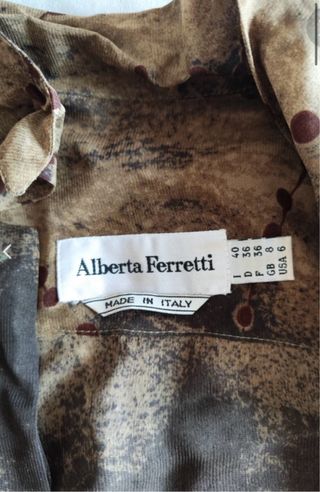 Alberta Ferretti
MADE IN ITALY
I 40
D 36
F 36
GB 8
USA 6